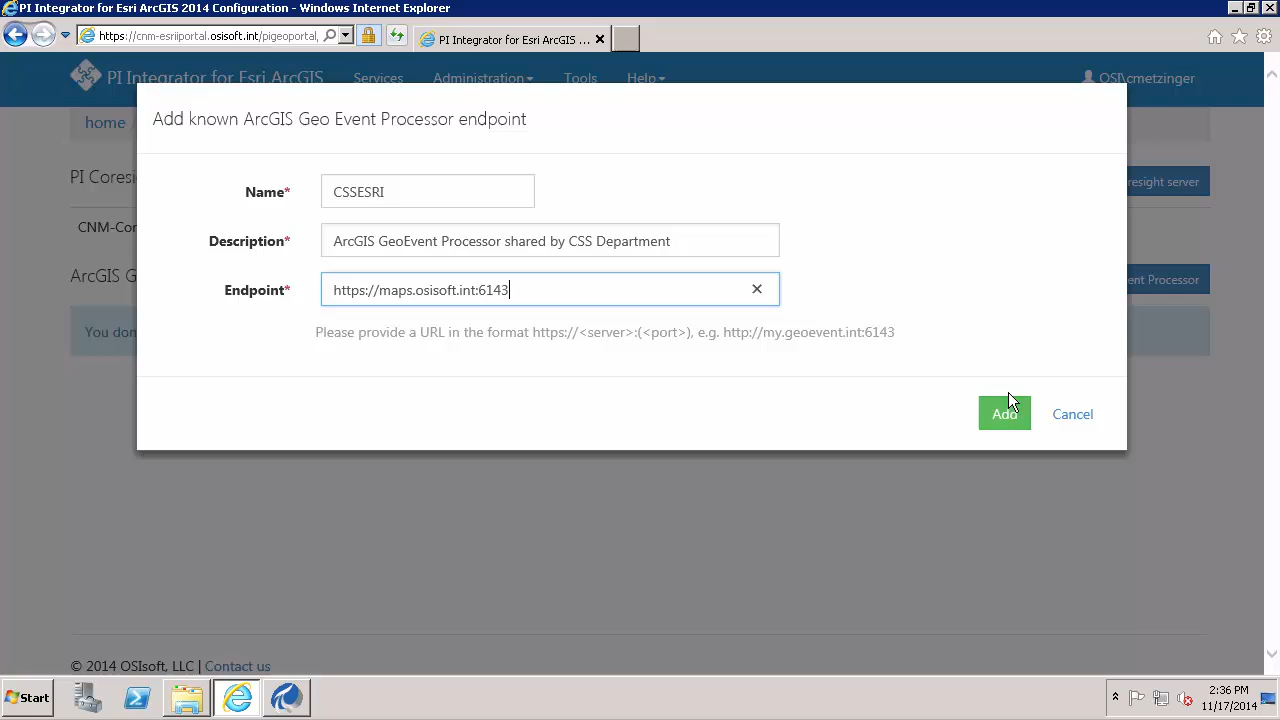 PI Integrator for Esri ArcGIS 2014 Configuration - Windows Internet Explorer
https://cnm-esriiportal.osisoft.int/pigeoportal,
PI Integrator for Esri ArcGIS ...
PI Integrator for Esri ArcGIS Services Administration Tools Help OSI\cmetzinger
home
Add known ArcGIS Geo Event Processor endpoint
PI Coresi
resight server
Name* CSSESRI
CNM-Cor
Description* ArcGIS GeoEvent Processor shared by CSS Department
ArcGIS G
ent Processor
Endpoint* https://maps.osisoft.int:6143
You don
Please provide a URL in the format https://<server>:(<port>), e.g. http://my.geoevent.int:6143
Add Cancel
© 2014 OSIsoft, LLC | Contact us
Start
2:36 PM
11/17/2014